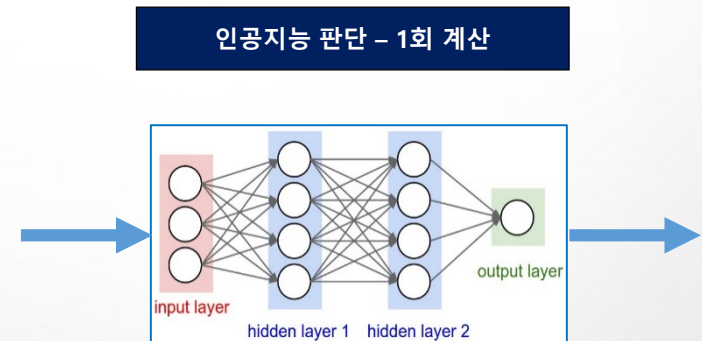 인공지능 판단 – 1회 계산
input layer
hidden layer 1
hidden layer 2
output layer